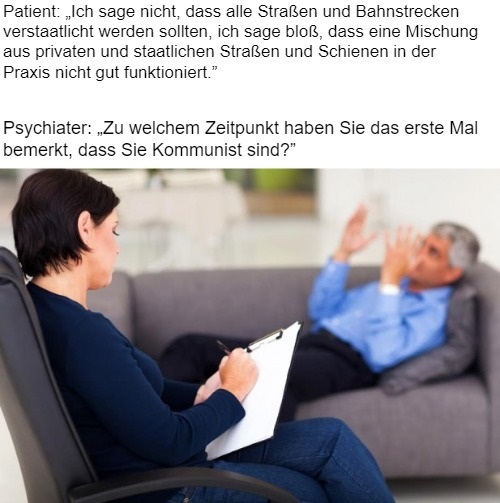 Patient: „Ich sage nicht, dass alle Straßen und Bahnstrecken
verstaatlicht werden sollten, ich sage bloß, dass eine Mischung
aus privaten und staatlichen Straßen und Schienen in der
Praxis nicht gut funktioniert.”
Psychiater: „Zu welchem Zeitpunkt haben Sie das erste Mal
bemerkt, dass Sie Kommunist sind?”